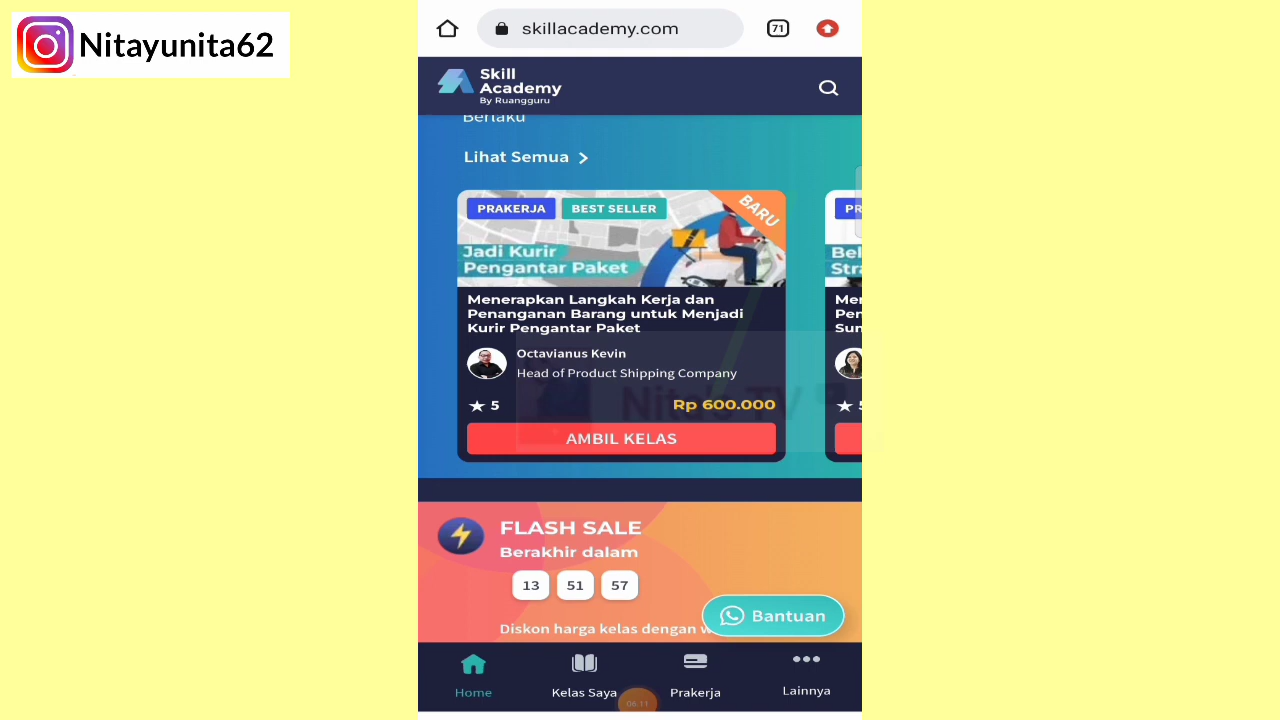 Nitayunita62
71
skillacademy.com
Skill
Academy
By Ruangguru
Berlaku
Lihat Semua
PRAKERJA
BEST SELLER
BARU
Jadi Kurir
Pengantar Paket
Menerapkan Langkah Kerja dan
Penanganan Barang untuk Menjadi
Kurir Pengantar Paket
Octavianus Kevin
Head of Product Shipping Company
5
Rp 600.000
AMBIL KELAS
FLASH SALE
Berakhir dalam
13 51 57
Diskon harga kelas dengan
Bantuan
Home
Kelas Saya
Prakerja
Lainnya
06.11